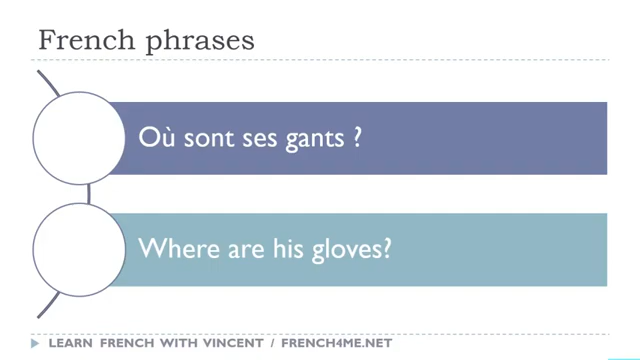 French phrases
Où sont ses gants ?
Where are his gloves?
LEARN FRENCH WITH VINCENT / FRENCH4ME.NET